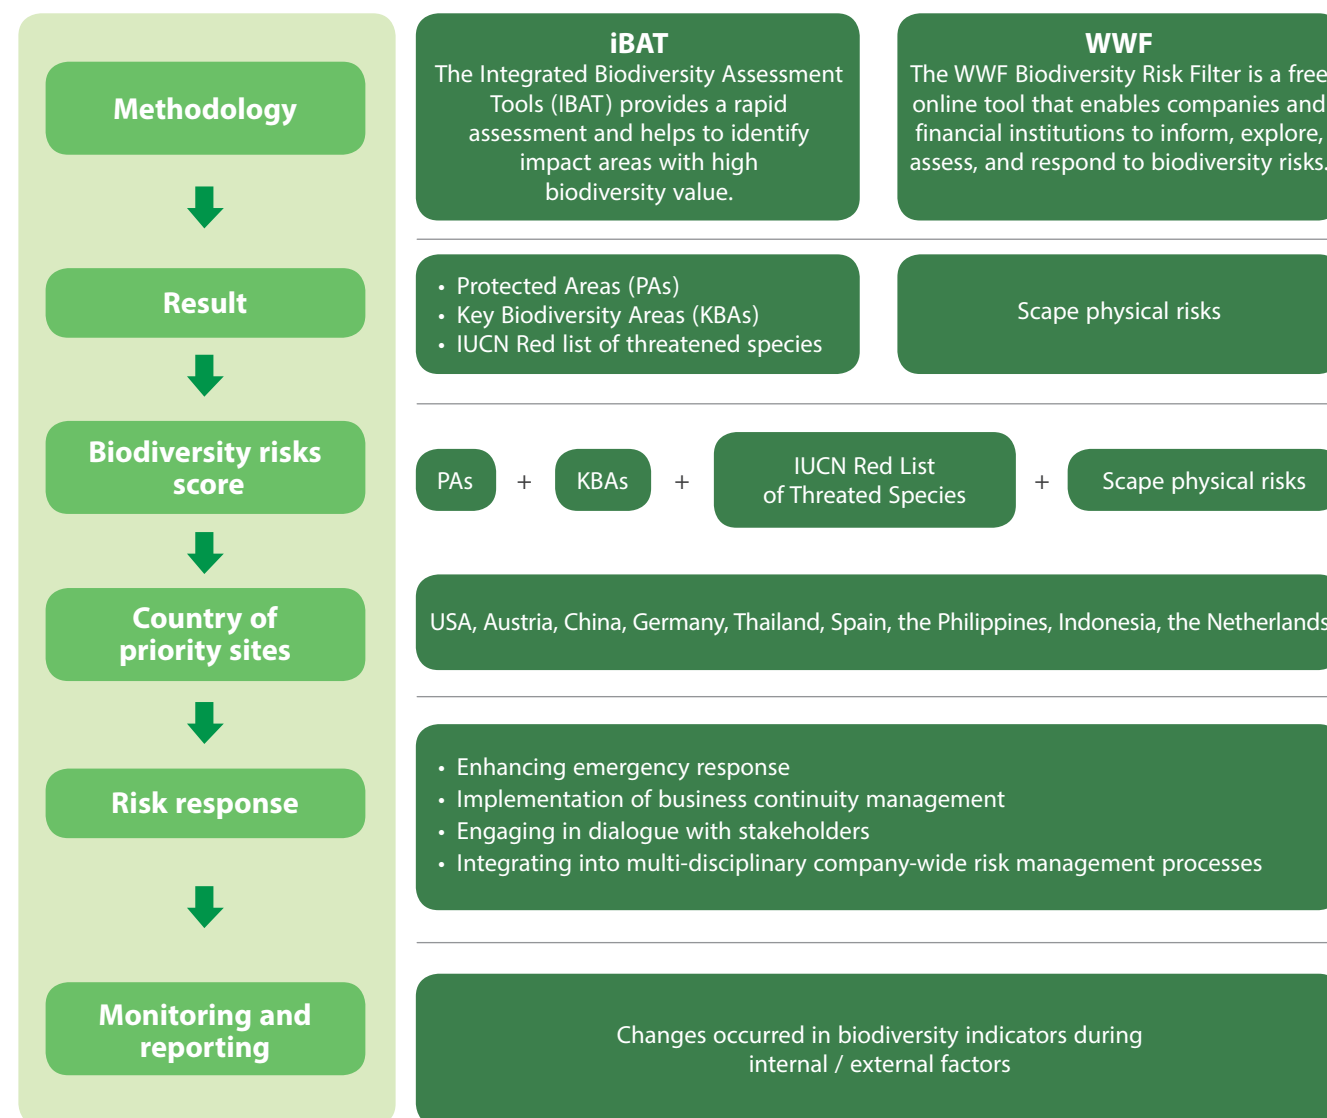 Methodology
iBAT
The Integrated Biodiversity Assessment
Tools (IBAT) provides a rapid
assessment and helps to identify
impact areas with high
biodiversity value.
WWF
The WWF Biodiversity Risk Filter is a free
online tool that enables companies and
financial institutions to inform, explore,
assess, and respond to biodiversity risks.
Result
• Protected Areas (PAs)
• Key Biodiversity Areas (KBAs)
• IUCN Red list of threatened species
Scape physical risks
Biodiversity risks
score
PAs + KBAs +
IUCN Red List
of Threated Species
+ Scape physical risks
Country of
priority sites
USA, Austria, China, Germany, Thailand, Spain, the Philippines, Indonesia, the Netherlands
Risk response
• Enhancing emergency response
• Implementation of business continuity management
• Engaging in dialogue with stakeholders
• Integrating into multi-disciplinary company-wide risk management processes
Monitoring and
reporting
Changes occurred in biodiversity indicators during
internal / external factors